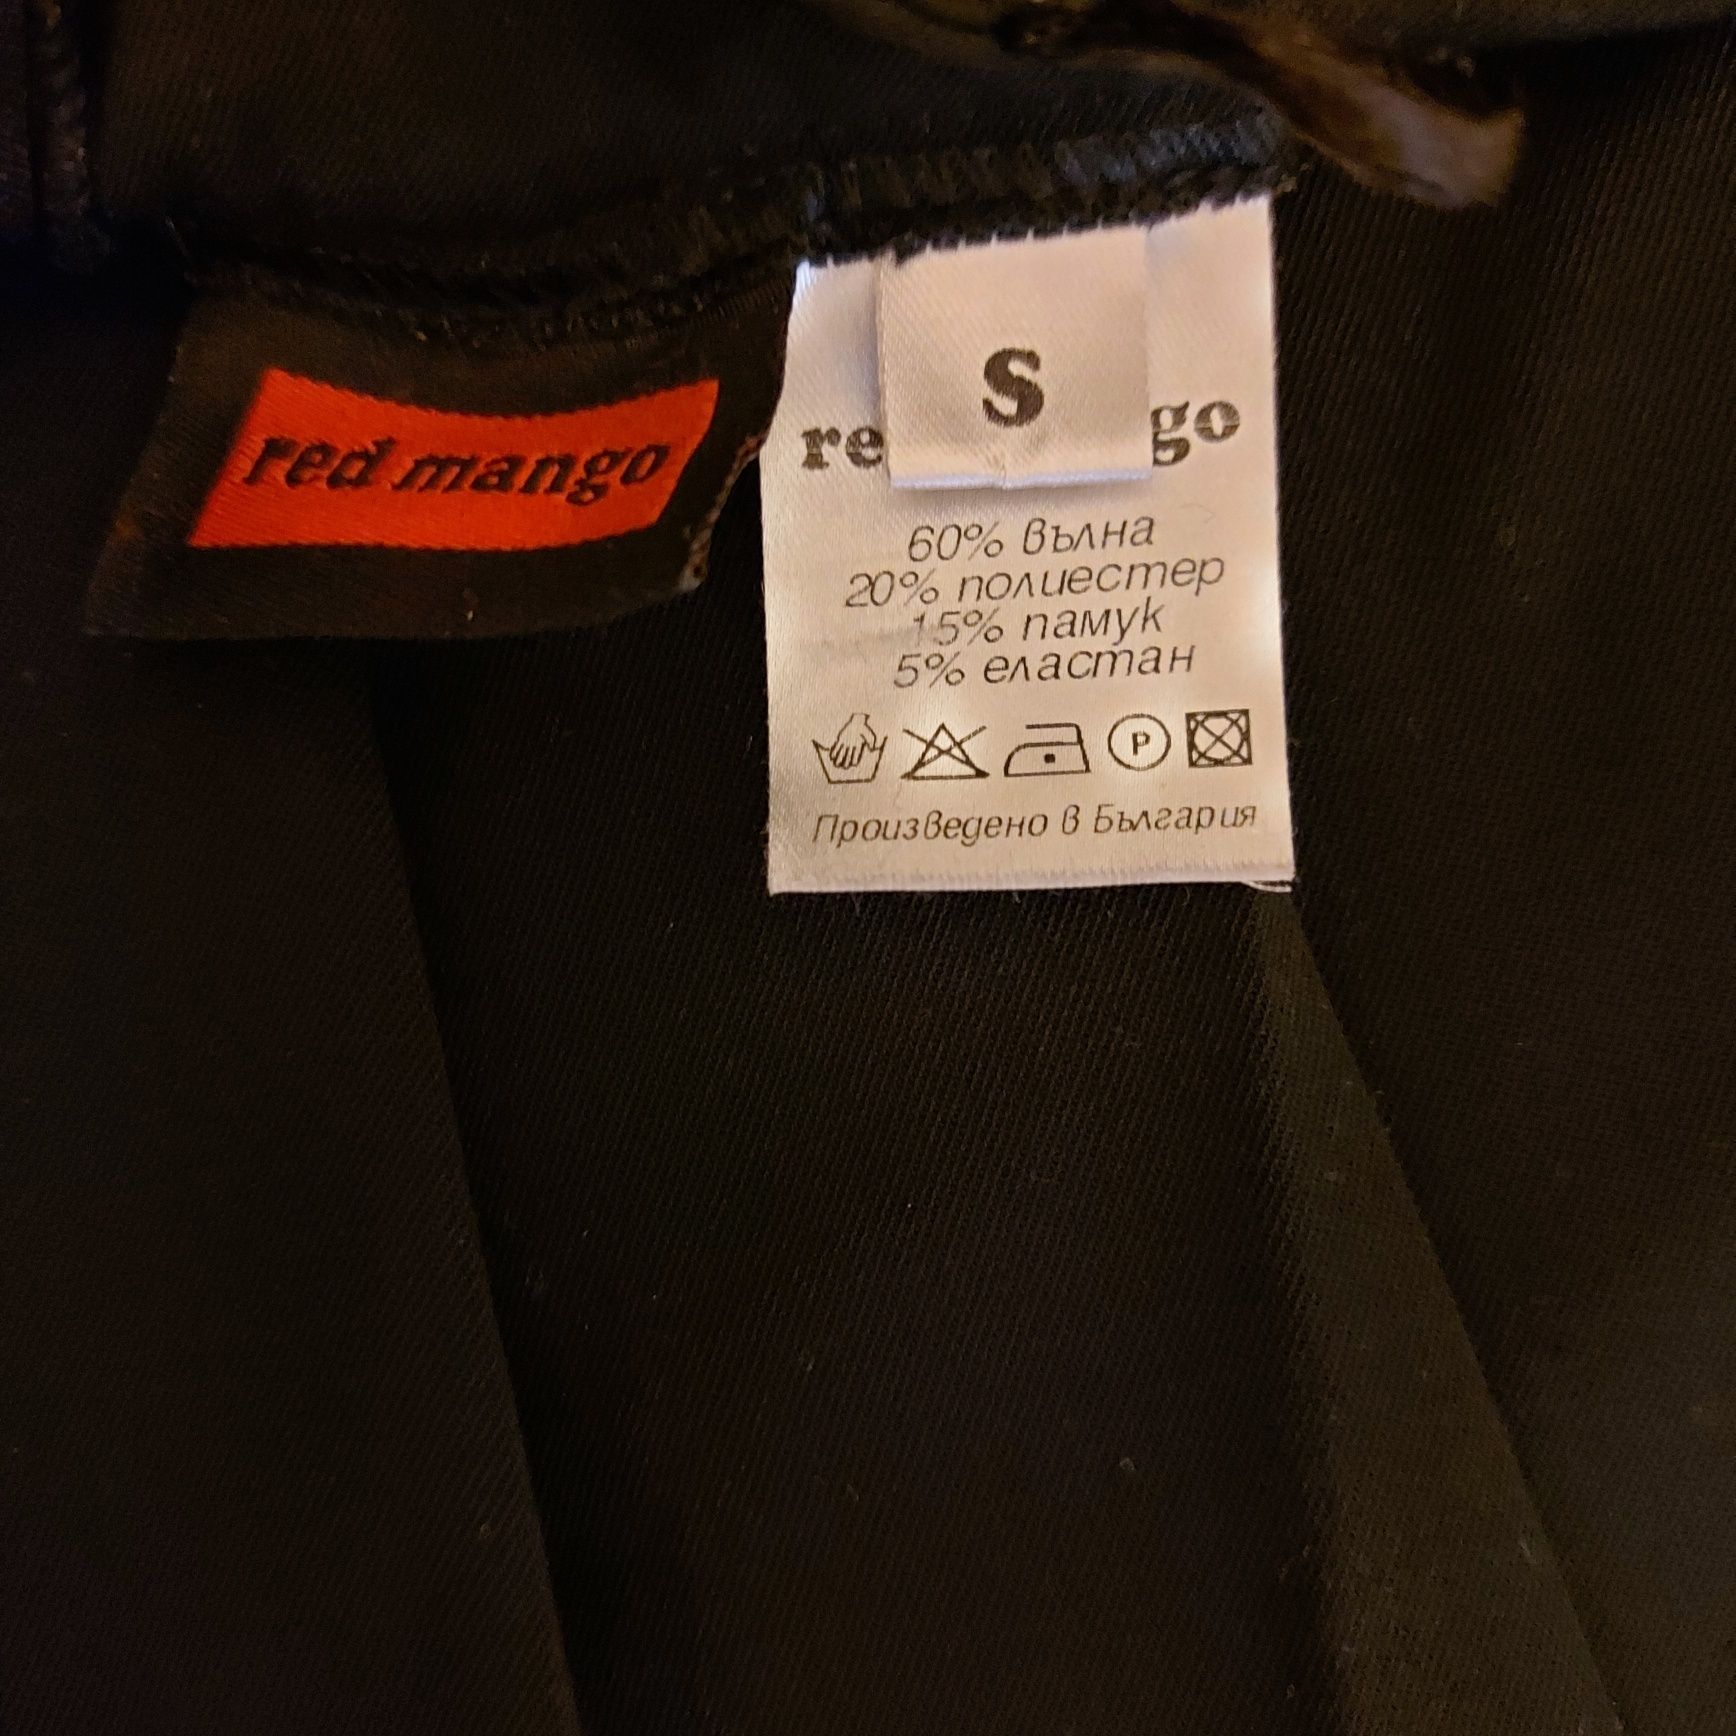 red mango
S
re go
60% вълна
20% полиестер
15% памук
5% еластан
P
Произведено в България